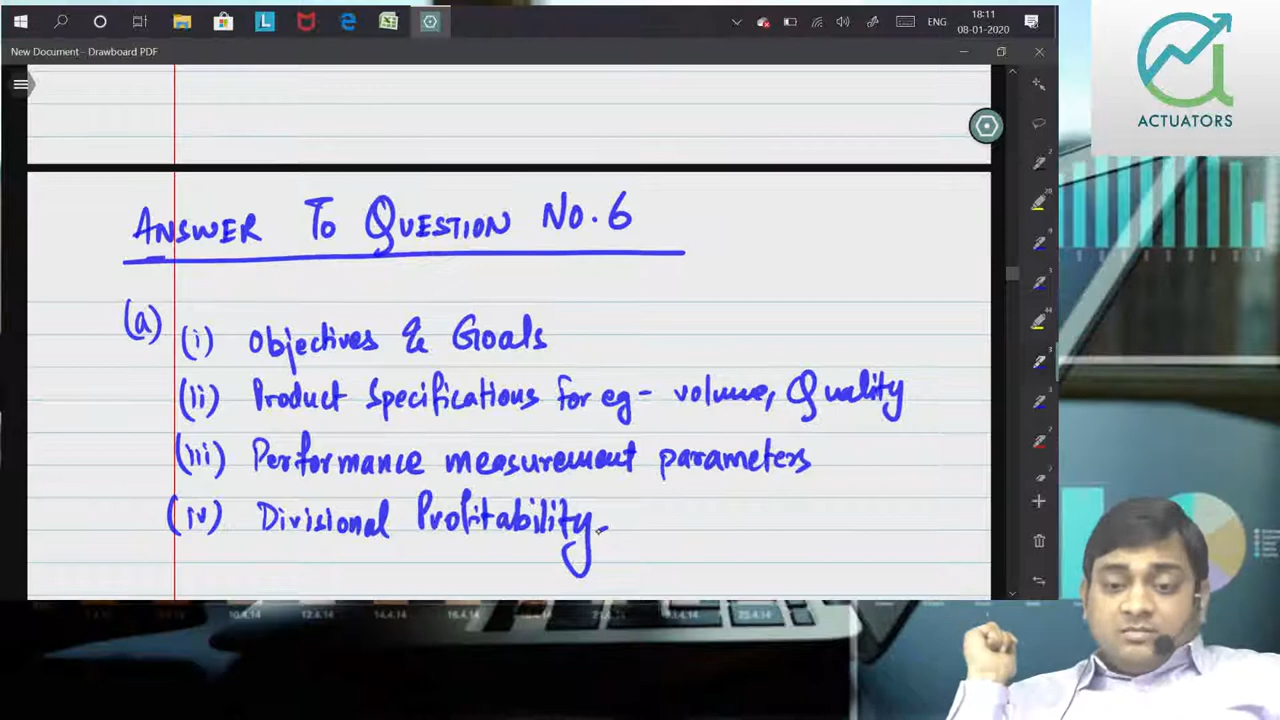 18:11
ENG
08-01-2020
New Document - Drawboard PDF
ACTUATORS
ANSWER TO QUESTION NO. 6
(a) (i) Objectives & Goals
(ii) Product Specifications for eg - volume, Quality
(iii) Performance measurement parameters
(iv) Divisional Profitability.